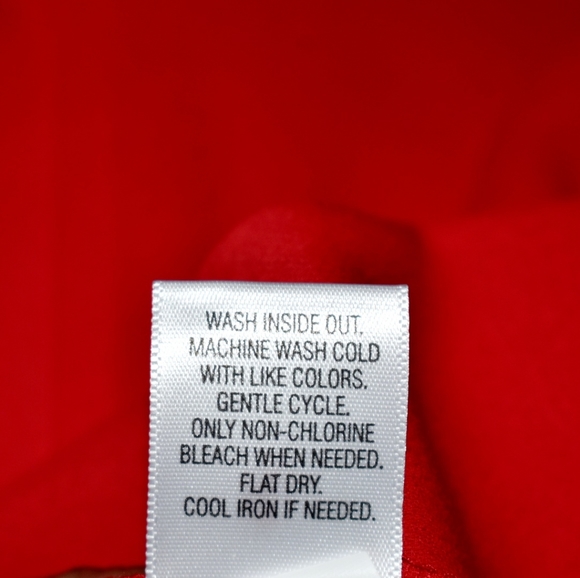 WASH INSIDE OUT.
MACHINE WASH COLD
WITH LIKE COLORS.
GENTLE CYCLE.
ONLY NON-CHLORINE
BLEACH WHEN NEEDED.
FLAT DRY.
COOL IRON IF NEEDED.